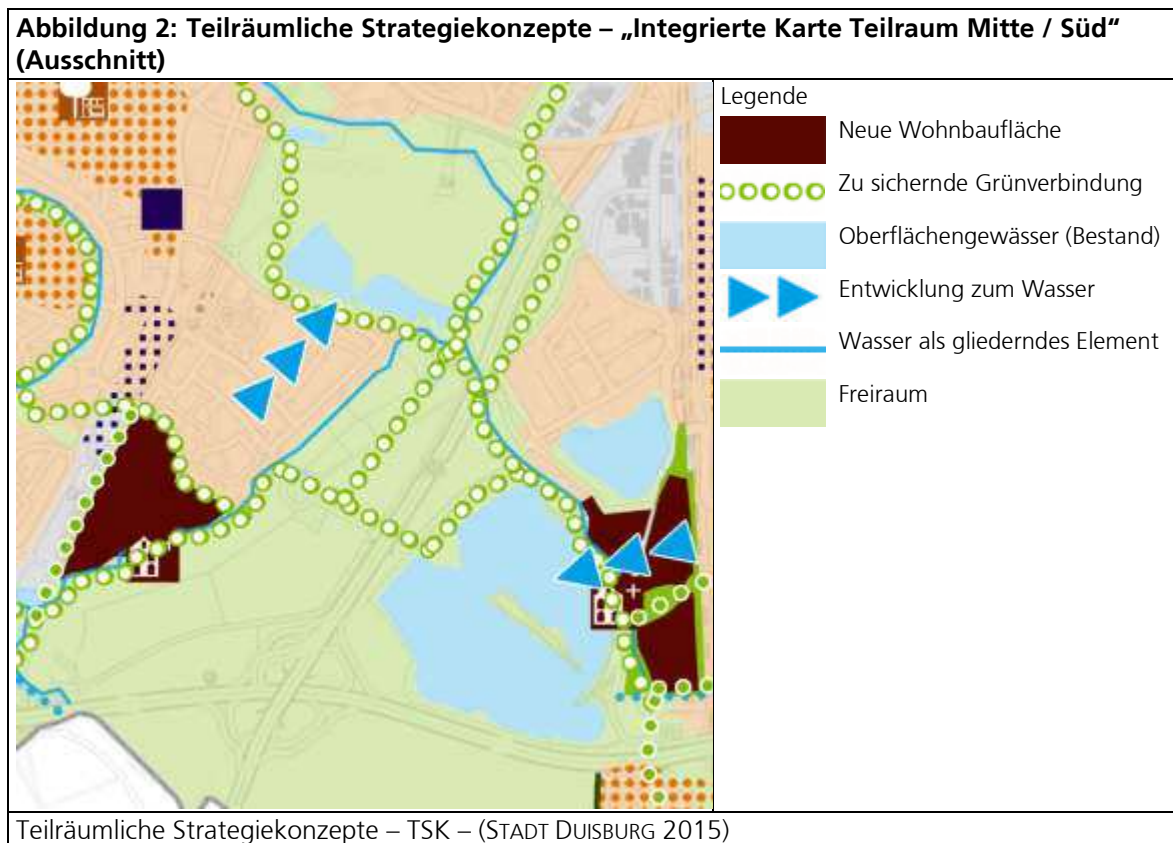 Abbildung 2: Teilräumliche Strategiekonzepte – „Integrierte Karte Teilraum Mitte / Süd“
(Ausschnitt)
Legende
Neue Wohnbaufläche
Zu sichernde Grünverbindung
Oberflächengewässer (Bestand)
Entwicklung zum Wasser
Wasser als gliederndes Element
Freiraum
Teilräumliche Strategiekonzepte – TSK – (STADT DUISBURG 2015)